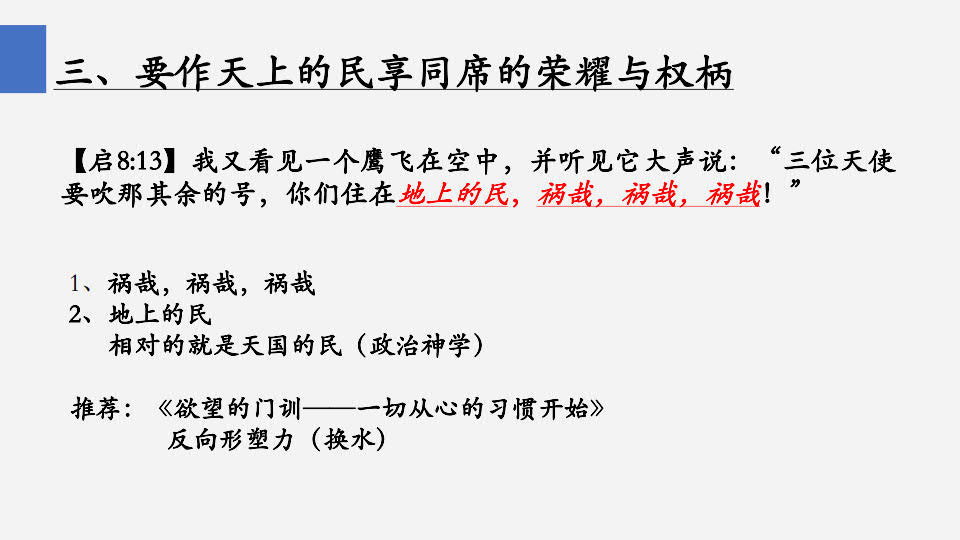 三、要作天上的民享同席的荣耀与权柄
【启8:13】我又看见一个鹰飞在空中，并听见它大声说：“三位天使
要吹那其余的号，你们住在地上的民，祸哉，祸哉，祸哉！”
1、祸哉，祸哉，祸哉
2、地上的民
相对的就是天国的民（政治神学）
推荐：《欲望的门训——一切从心的习惯开始》
反向形塑力（换水）